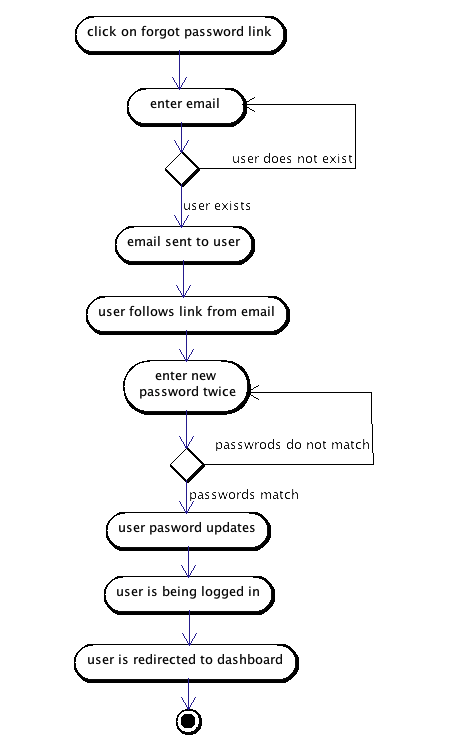 click on forgot password link
enter email
user does not exist
user exists
email sent to user
user follows link from email
enter new
password twice
passwrods do not match
passwords match
user pasword updates
user is being logged in
user is redirected to dashboard